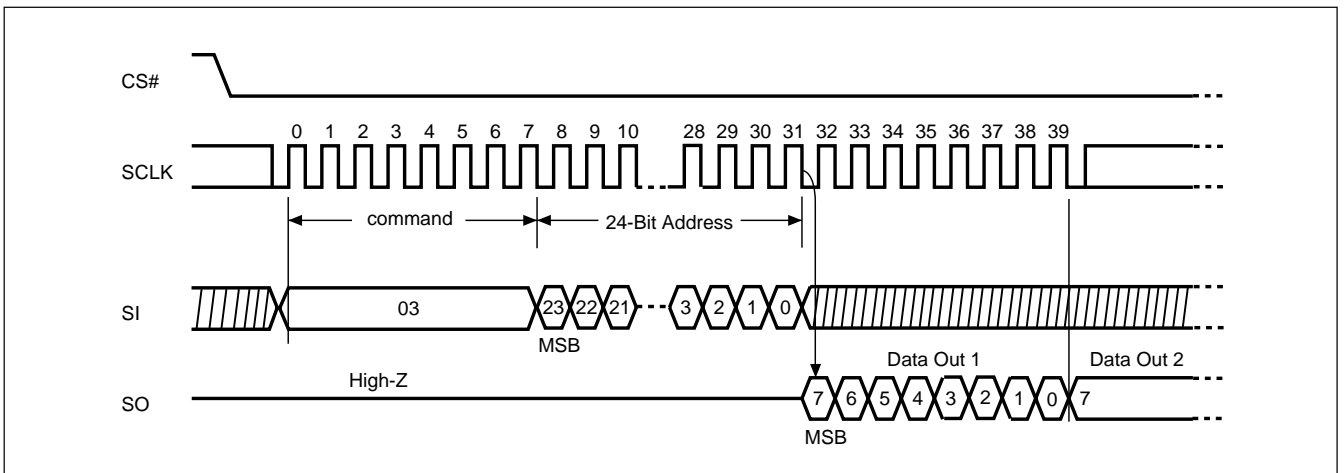 CS#
0 1 2 3 4 5 6 7 8 9 10 28 29 30 31 32 33 34 35 36 37 38 39
SCLK
command 24-Bit Address
SI 03 23 22 21 3 2 1 0
MSB
Data Out 1 Data Out 2
High-Z
SO 7 6 5 4 3 2 1 0 7
MSB